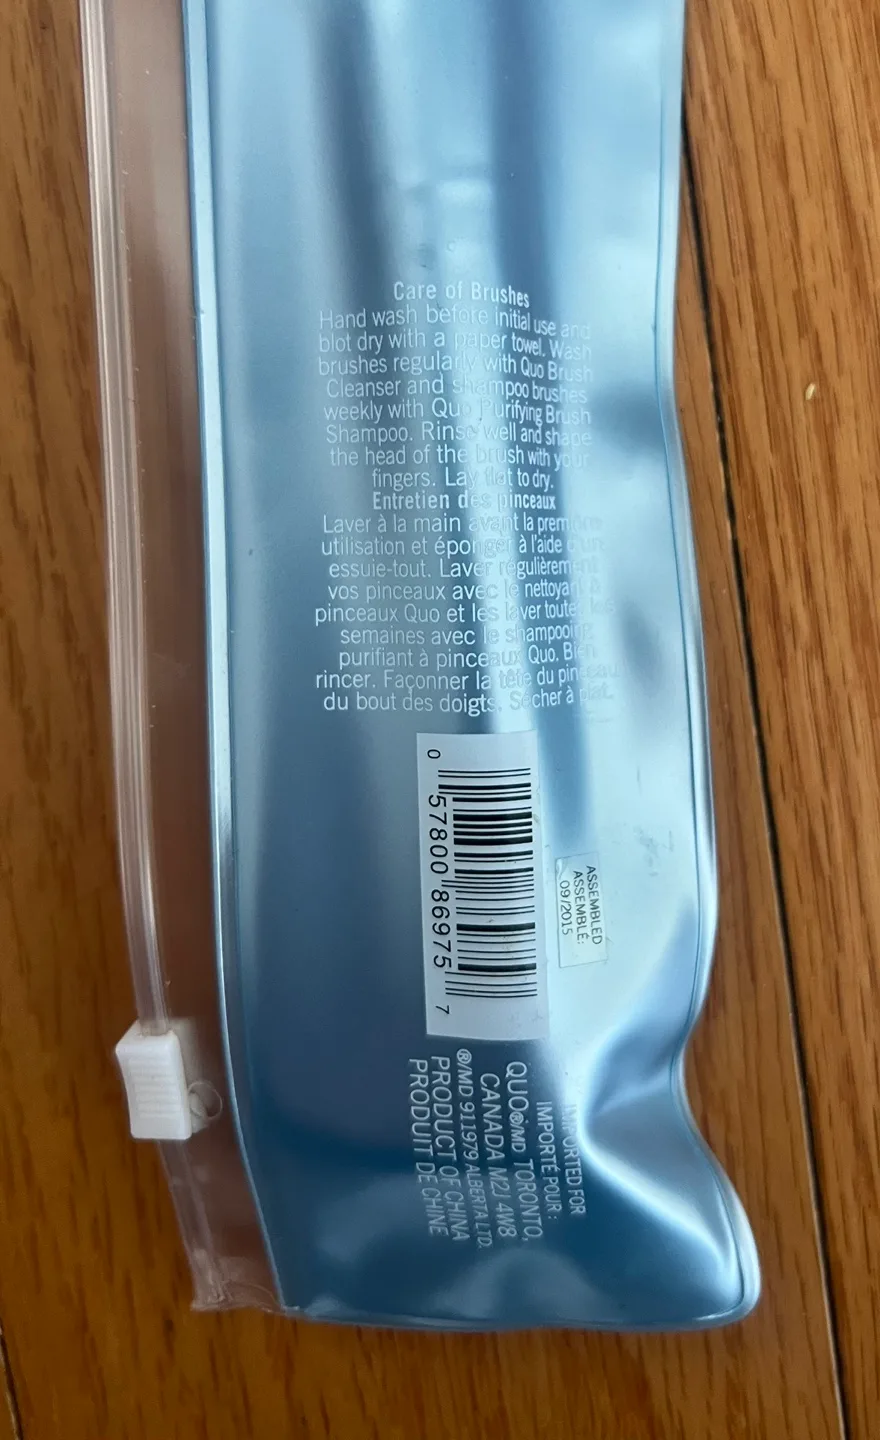 Care of Brushes
Hand wash before initial use and
blot dry with a paper towel. Wash
brushes regularly with Quo Brush
Cleanser and shampoo brushes
weekly with Quo Purifying Brush
Shampoo. Rinse well and shape
the head of the brush with your
fingers. Lay flat to dry.
Entretien des pinceaux
Laver à la main avant la première
utilisation et éponger à l'aide d'un
essuie-tout. Laver régulièrement
vos pinceaux avec le nettoyant à
pinceaux Quo et les laver toutes les
semaines avec le shampooing
purifiant à pinceaux Quo. Bien
rincer. Façonner la tête du pinceau
du bout des doigts. Sécher à plat.
0 57800 86975 7
ASSEMBLED
ASSEMBLÉ:
09/2015
IMPORTED FOR
IMPORTÉ POUR :
QUO®/MD TORONTO,
CANADA M2J 4W8
®/MD 911979 ALBERTA LTD.
PRODUCT OF CHINA
PRODUIT DE CHINE